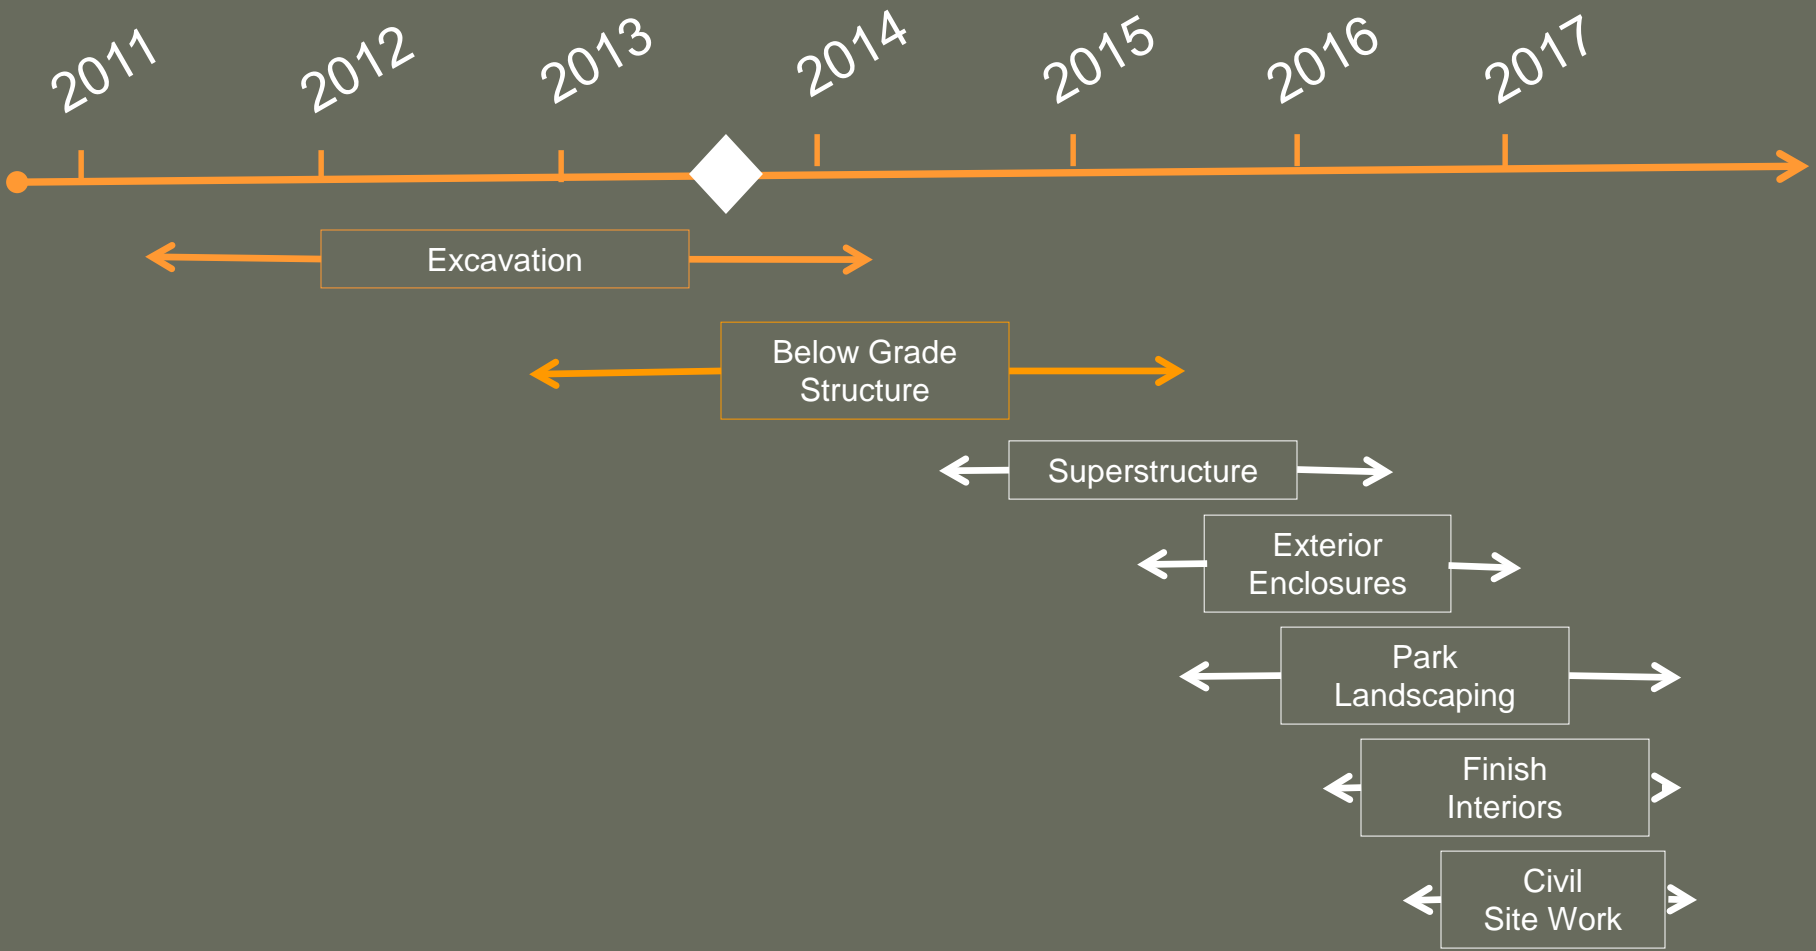 2011
2012
2013
2014
2015
2016
2017
Excavation
Below Grade
Structure
Superstructure
Exterior
Enclosures
Park
Landscaping
Finish
Interiors
Civil
Site Work